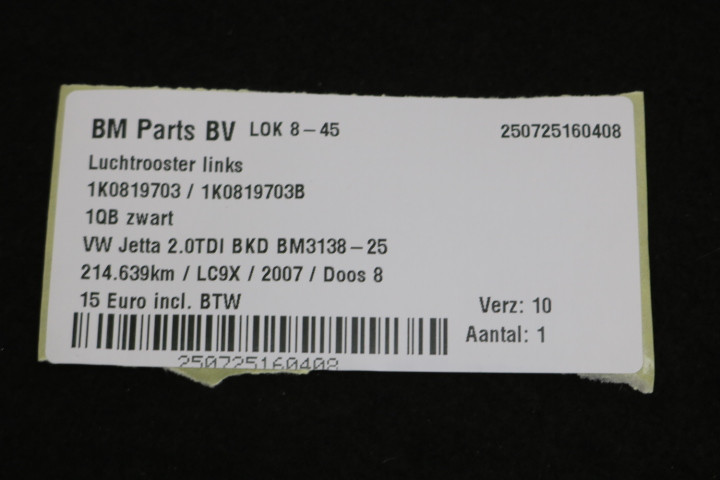 BM Parts BV LOK 8-45 250725160408
Luchtrooster links
1K0819703 / 1K0819703B
1QB zwart
VW Jetta 2.0TDI BKD BM3138-25
214.639km / LC9X / 2007 / Doos 8
15 Euro incl. BTW
Verz: 10
Aantal: 1
250725160408